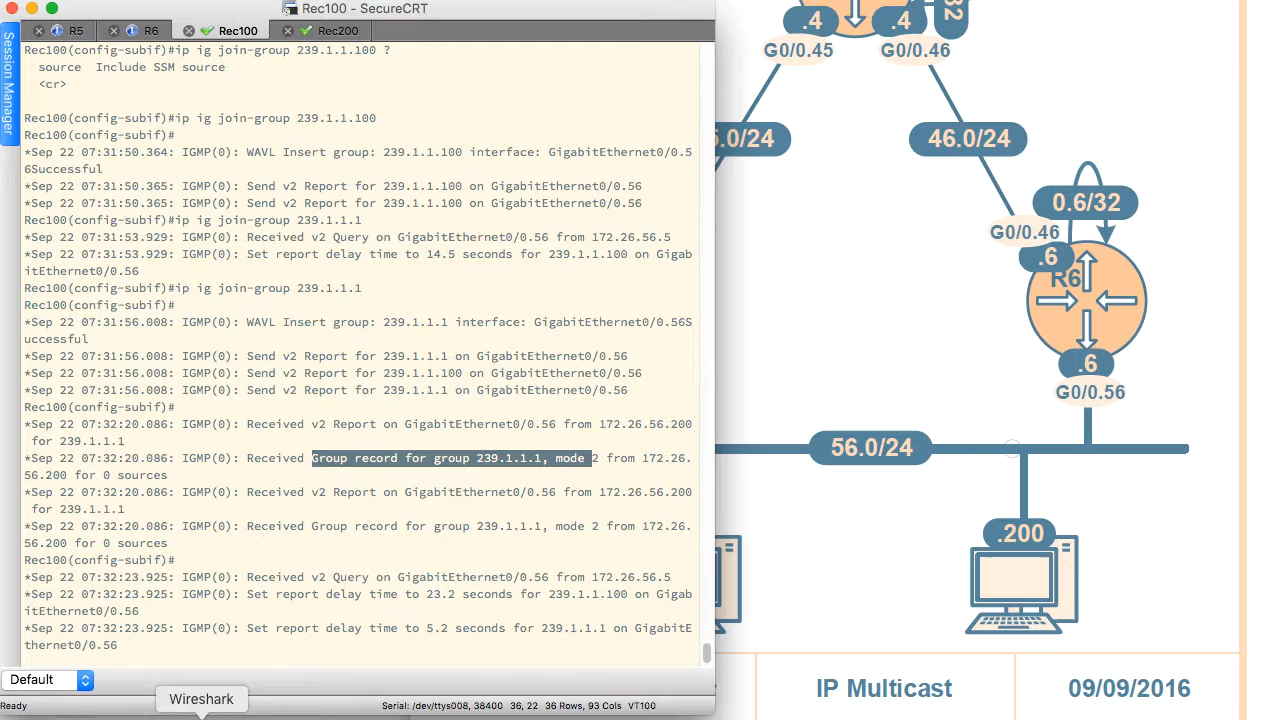 Rec100 - SecureCRT
R5
R6
Rec100
Rec200
Session Manager
Rec100(config-subif)#ip ig join-group 239.1.1.100 ?
source  Include SSM source
<cr>
Rec100(config-subif)#ip ig join-group 239.1.1.100
Rec100(config-subif)#
*Sep 22 07:31:50.364: IGMP(0): WAVL Insert group: 239.1.1.100 interface: GigabitEthernet0/0.5
6Successful
*Sep 22 07:31:50.365: IGMP(0): Send v2 Report for 239.1.1.100 on GigabitEthernet0/0.56
*Sep 22 07:31:50.365: IGMP(0): Send v2 Report for 239.1.1.100 on GigabitEthernet0/0.56
Rec100(config-subif)#ip ig join-group 239.1.1.1
*Sep 22 07:31:53.929: IGMP(0): Received v2 Query on GigabitEthernet0/0.56 from 172.26.56.5
*Sep 22 07:31:53.929: IGMP(0): Set report delay time to 14.5 seconds for 239.1.1.100 on Gigab
itEthernet0/0.56
Rec100(config-subif)#ip ig join-group 239.1.1.1
Rec100(config-subif)#
*Sep 22 07:31:56.008: IGMP(0): WAVL Insert group: 239.1.1.1 interface: GigabitEthernet0/0.56S
uccessful
*Sep 22 07:31:56.008: IGMP(0): Send v2 Report for 239.1.1.1 on GigabitEthernet0/0.56
*Sep 22 07:31:56.008: IGMP(0): Send v2 Report for 239.1.1.100 on GigabitEthernet0/0.56
*Sep 22 07:31:56.008: IGMP(0): Send v2 Report for 239.1.1.1 on GigabitEthernet0/0.56
Rec100(config-subif)#
*Sep 22 07:32:20.086: IGMP(0): Received v2 Report on GigabitEthernet0/0.56 from 172.26.56.200
for 239.1.1.1
*Sep 22 07:32:20.086: IGMP(0): Received Group record for group 239.1.1.1, mode 2 from 172.26.
56.200 for 0 sources
*Sep 22 07:32:20.086: IGMP(0): Received v2 Report on GigabitEthernet0/0.56 from 172.26.56.200
for 239.1.1.1
*Sep 22 07:32:20.086: IGMP(0): Received Group record for group 239.1.1.1, mode 2 from 172.26.
56.200 for 0 sources
Rec100(config-subif)#
*Sep 22 07:32:23.925: IGMP(0): Received v2 Query on GigabitEthernet0/0.56 from 172.26.56.5
*Sep 22 07:32:23.925: IGMP(0): Set report delay time to 23.2 seconds for 239.1.1.100 on Gigab
itEthernet0/0.56
*Sep 22 07:32:23.925: IGMP(0): Set report delay time to 5.2 seconds for 239.1.1.1 on GigabitE
thernet0/0.56
Default
Wireshark
Ready
Serial: /dev/ttys008, 38400
36, 22
36 Rows, 93 Cols
VT100
.4
.4
32
G0/0.45
G0/0.46
5.0/24
46.0/24
0.6/32
G0/0.46
.6
R6
.6
G0/0.56
56.0/24
.200
IP Multicast
09/09/2016